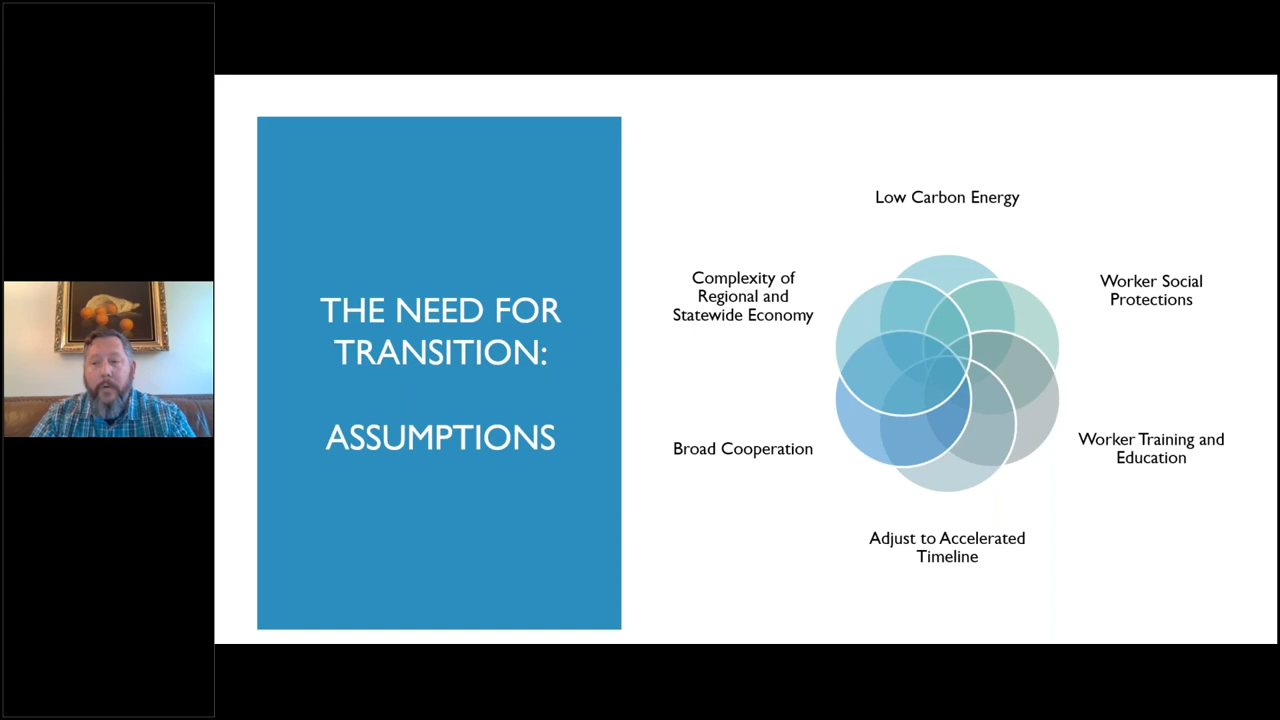 THE NEED FOR
TRANSITION:
ASSUMPTIONS
Low Carbon Energy
Worker Social
Protections
Worker Training and
Education
Adjust to Accelerated
Timeline
Broad Cooperation
Complexity of
Regional and
Statewide Economy